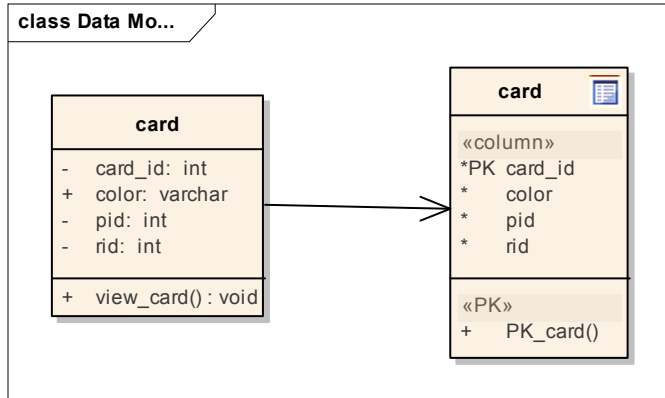 class Data Mo...
card
- card_id: int
+ color: varchar
- pid: int
- rid: int
+ view_card() : void
card
«column»
*PK card_id
* color
* pid
* rid
«PK»
+ PK_card()